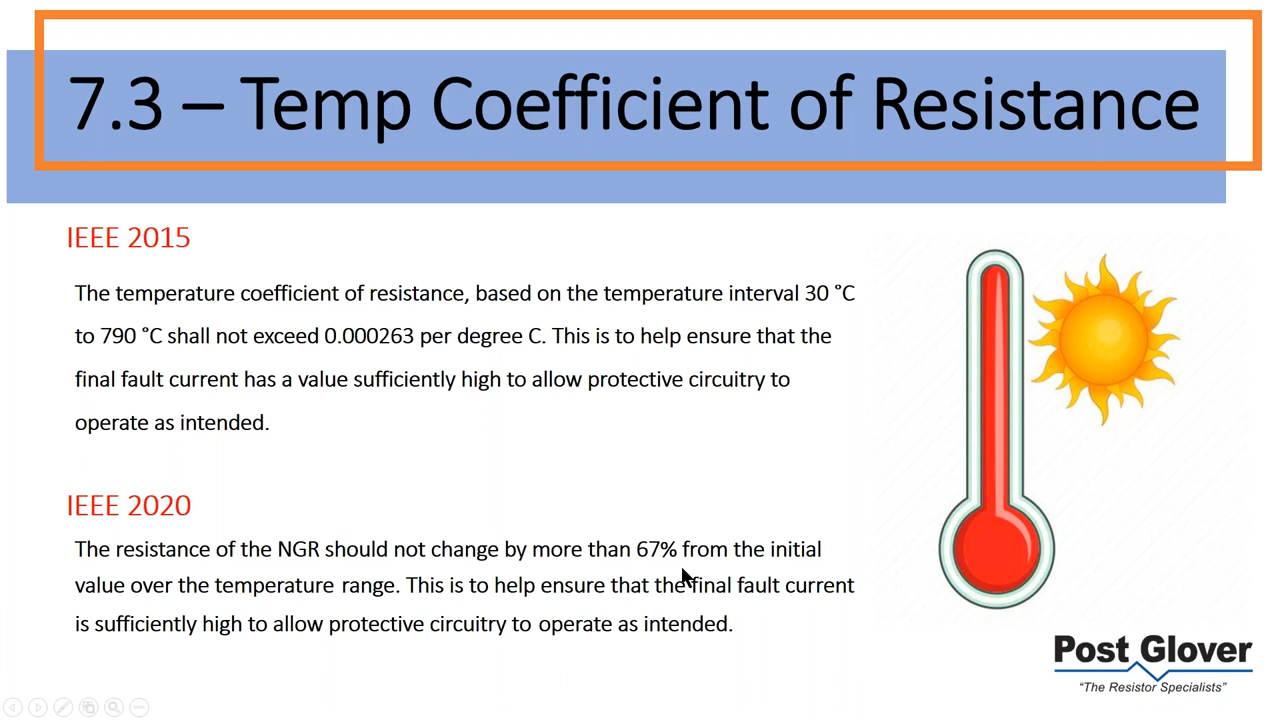 7.3 – Temp Coefficient of Resistance
IEEE 2015
The temperature coefficient of resistance, based on the temperature interval 30 °C
to 790 °C shall not exceed 0.000263 per degree C. This is to help ensure that the
final fault current has a value sufficiently high to allow protective circuitry to
operate as intended.
IEEE 2020
The resistance of the NGR should not change by more than 67% from the initial
value over the temperature range. This is to help ensure that the final fault current
is sufficiently high to allow protective circuitry to operate as intended.
Post Glover
“The Resistor Specialists”